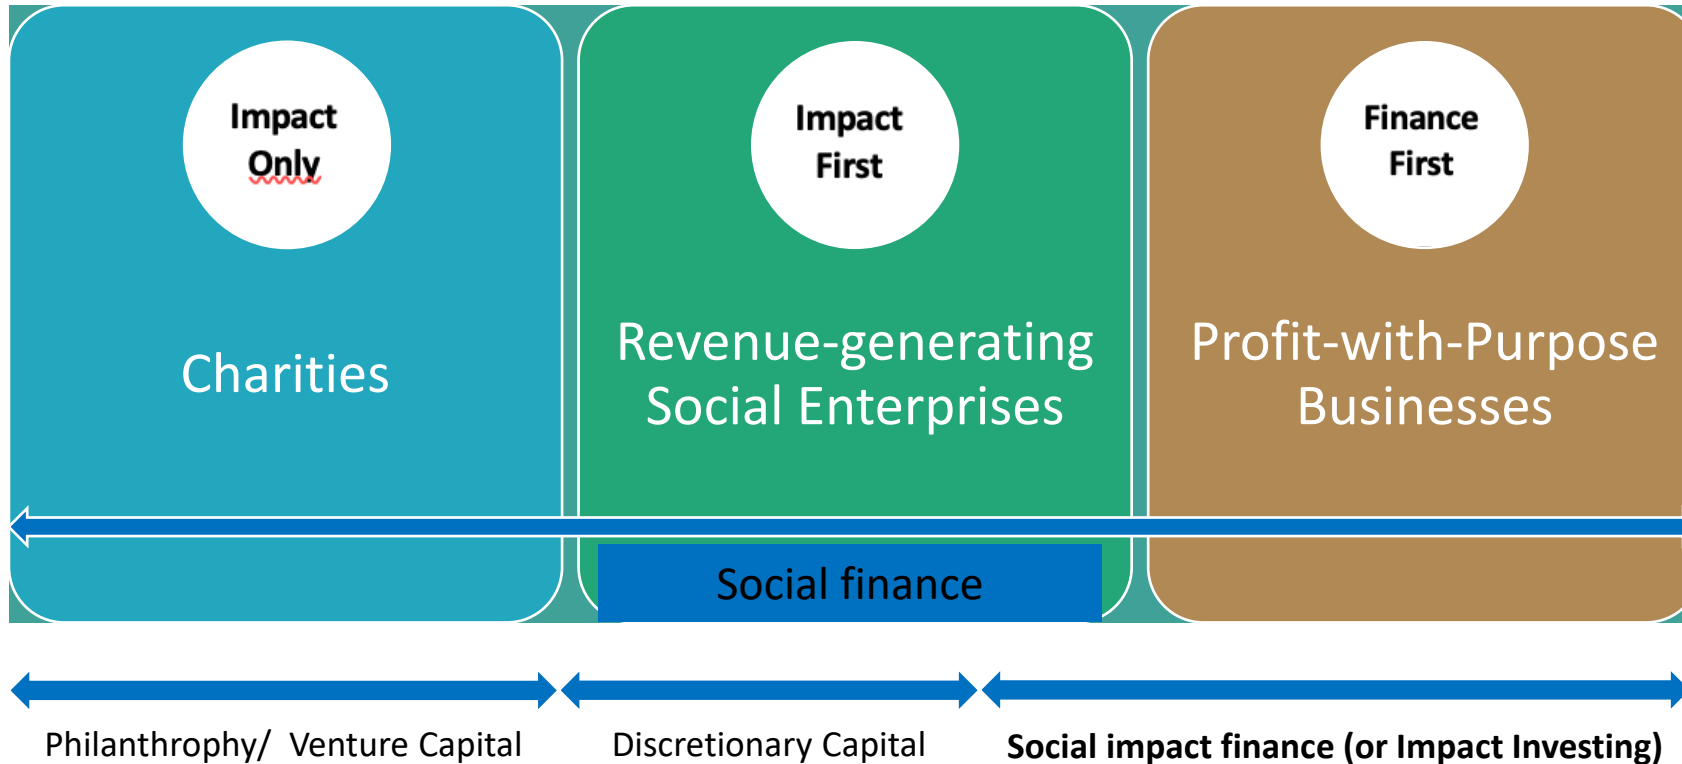 Impact
Only
Impact
First
Finance
First
Charities
Revenue-generating
Social Enterprises
Profit-with-Purpose
Businesses
Social finance
Philanthropy/  Venture Capital
Discretionary Capital
Social impact finance (or Impact Investing)